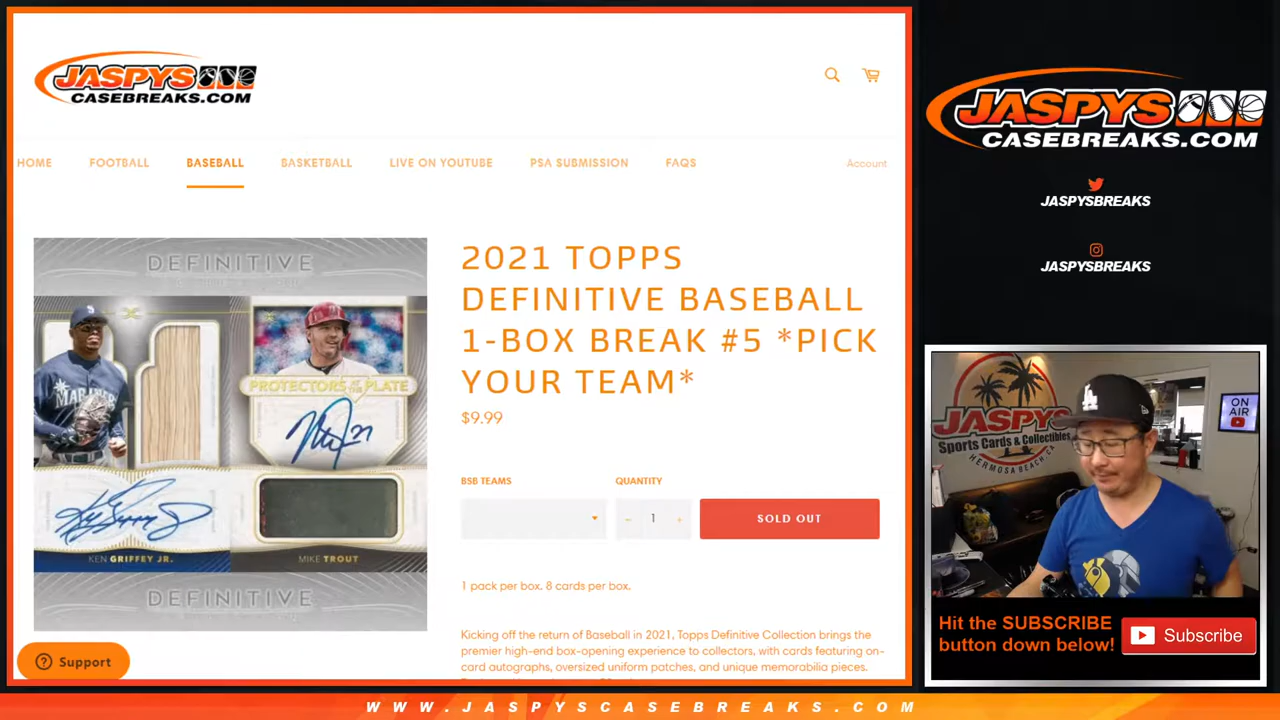 JASPYS
CASEBREAKS.COM
HOME
FOOTBALL
BASEBALL
BASKETBALL
LIVE ON YOUTUBE
PSA SUBMISSION
FAQS
Account
DEFINITIVE
PROTECTORS OF THE PLATE
KEN GRIFFEY JR.
MIKE TROUT
DEFINITIVE
MARINERS
2021 TOPPS
DEFINITIVE BASEBALL
1-BOX BREAK #5 *PICK
YOUR TEAM*
$9.99
BSB TEAMS
QUANTITY
1
SOLD OUT
1 pack per box. 8 cards per box.
Kicking off the return of Baseball in 2021, Topps Definitive Collection brings the
premier high-end box-opening experience to collectors, with cards featuring on-
card autographs, oversized uniform patches, and unique memorabilia pieces.
Support
JASPYS
CASEBREAKS.COM
JASPYSBREAKS
JASPYSBREAKS
JASPYS
Sports Cards & Collectibles
HERMOSA BEACH, CA
LA
ON
AIR
Hit the SUBSCRIBE
button down below!
Subscribe
WWW.JASPYSCASEBREAKS.COM